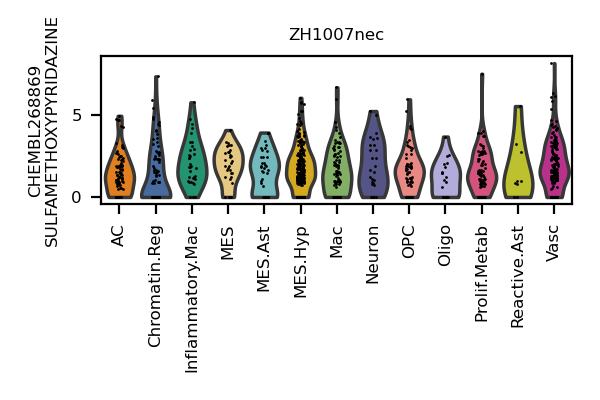 ZH1007nec
CHEMBL268869
SULFAMETHOXYPYRIDAZINE
5
0
AC
Chromatin.Reg
Inflammatory.Mac
MES
MES.Ast
MES.Hyp
Mac
Neuron
OPC
Oligo
Prolif.Metab
Reactive.Ast
Vasc